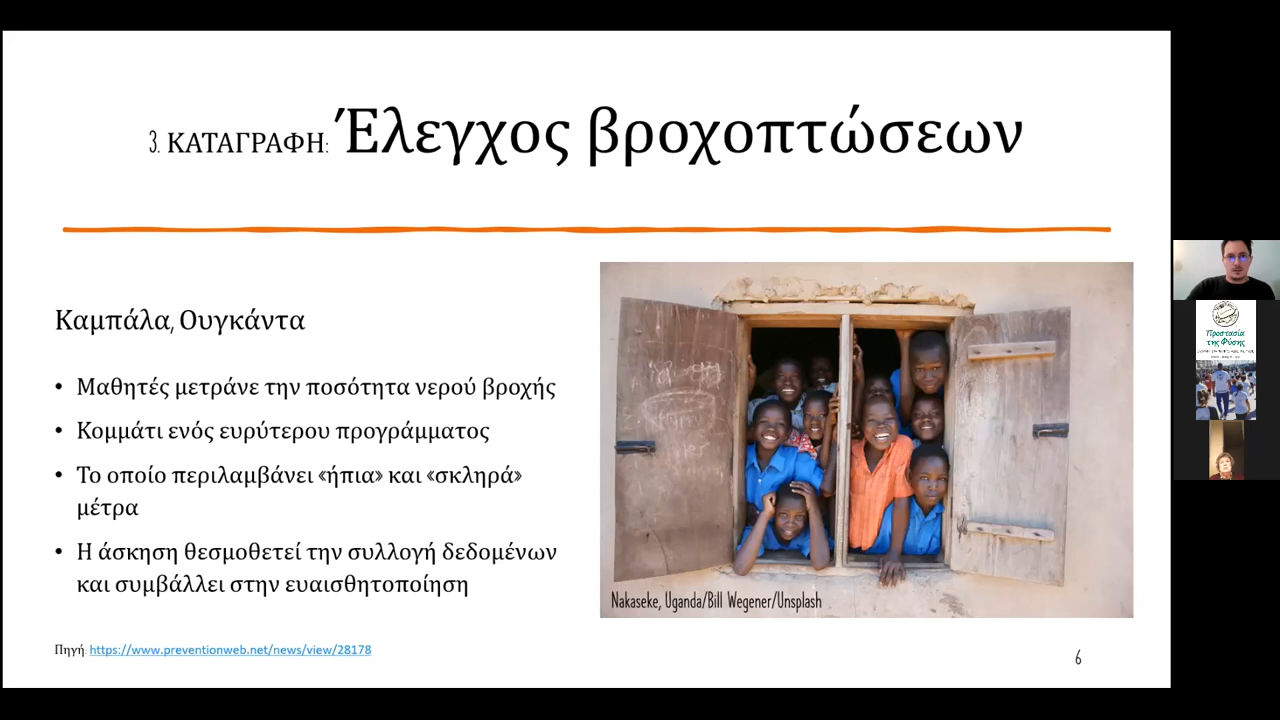 3. ΚΑΤΑΓΡΑΦΗ: Έλεγχος βροχοπτώσεων
Καμπάλα, Ουγκάντα
• Μαθητές μετράνε την ποσότητα νερού βροχής
• Κομμάτι ενός ευρύτερου προγράμματος
• Το οποίο περιλαμβάνει «ήπια» και «σκληρά»
μέτρα
• Η άσκηση θεσμοθετεί την συλλογή δεδομένων
και συμβάλλει στην ευαισθητοποίηση
Nakaseke, Uganda/Bill Wegener/Unsplash
Πηγή: https://www.preventionweb.net/news/view/28178
6
Προστασία
της Φύσης